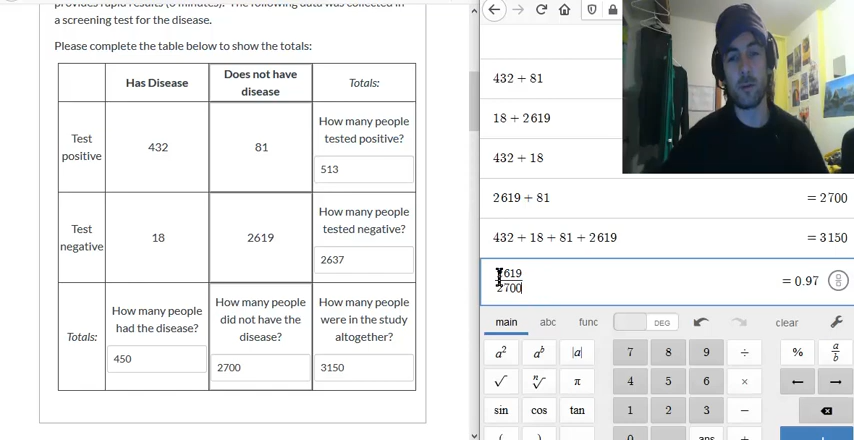 a screening test for the disease.
Please complete the table below to show the totals:
Has Disease
Does not have
disease
Totals:
Test
positive
432
81
How many people
tested positive?
513
Test
negative
18
2619
How many people
tested negative?
2637
Totals:
How many people
had the disease?
450
How many people
did not have the
disease?
2700
How many people
were in the study
altogether?
3150
432 + 81
18 + 2619
432 + 18
2619 + 81
= 2700
432 + 18 + 81 + 2619
= 3150
619
2700
= 0.97
main
abc
func
DEG
clear
a²
aᵇ
|a|
7
8
9
÷
%
a
b
√
ⁿ√
π
4
5
6
×
←
→
sin
cos
tan
1
2
3
−
(
)
0
.
ans
+